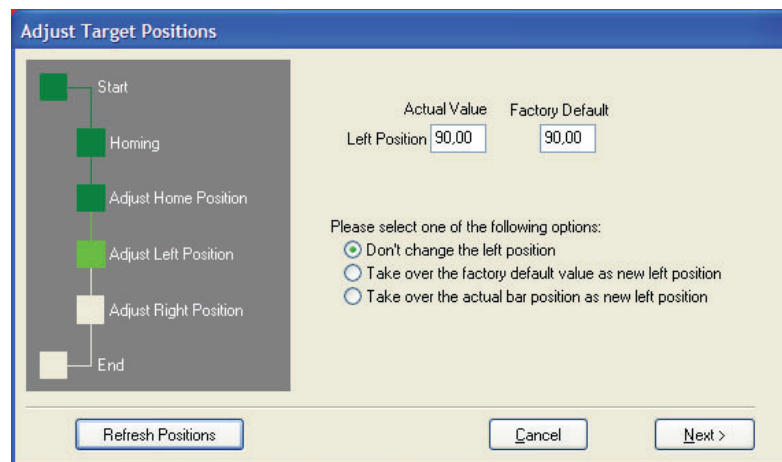 Adjust Target Positions
Start
Homing
Adjust Home Position
Adjust Left Position
Adjust Right Position
End
Actual Value Factory Default
Left Position 90,00 90,00
Please select one of the following options:
Don't change the left position
Take over the factory default value as new left position
Take over the actual bar position as new left position
Refresh Positions Cancel Next >